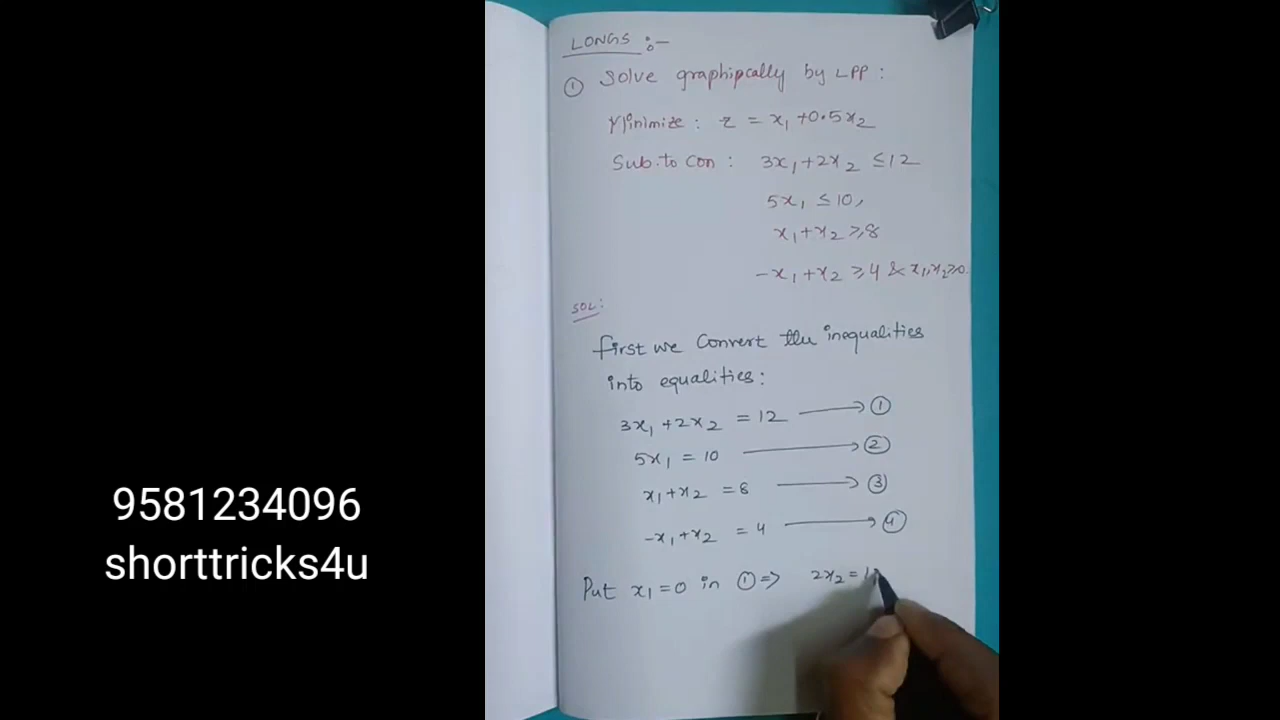 LONGS :-
① Solve graphically by LPP :
Minimize : z = x₁ + 0.5x₂
Sub. to Con : 3x₁ + 2x₂ ≤ 12
5x₁ ≤ 10,
x₁ + x₂ ≥ 8
-x₁ + x₂ ≥ 4 & x₁, x₂ ≥ 0.
SOL:
First we Convert the inequalities
into equalities:
3x₁ + 2x₂ = 12 → ①
5x₁ = 10 → ②
x₁ + x₂ = 8 → ③
-x₁ + x₂ = 4 → ④
Put x₁ = 0 in ① ⇒ 2x₂ =
9581234096
shorttricks4u